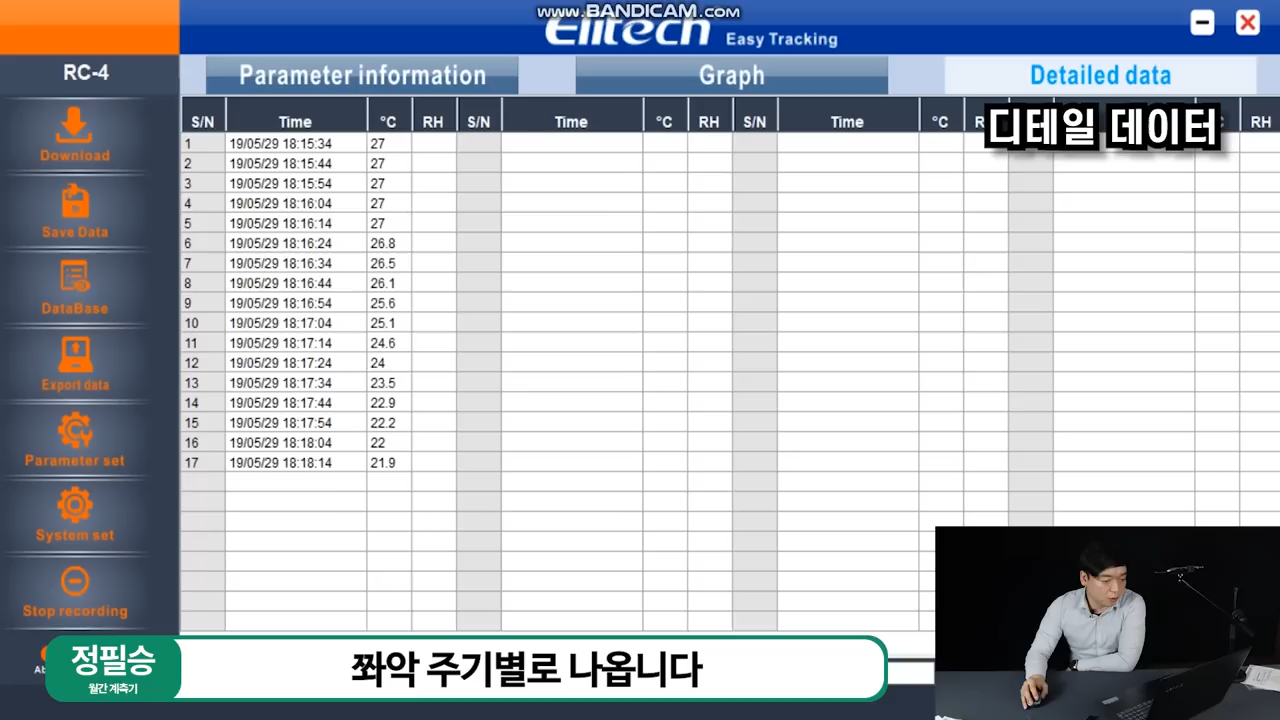 www.BANDICAM.com
Elitech Easy Tracking
RC-4
Parameter information
Graph
Detailed data
디테일 데이터
S/N Time °C RH S/N Time °C RH S/N Time °C RH
1 19/05/29 18:15:34 27
2 19/05/29 18:15:44 27
3 19/05/29 18:15:54 27
4 19/05/29 18:16:04 27
5 19/05/29 18:16:14 27
6 19/05/29 18:16:24 26.8
7 19/05/29 18:16:34 26.5
8 19/05/29 18:16:44 26.1
9 19/05/29 18:16:54 25.6
10 19/05/29 18:17:04 25.1
11 19/05/29 18:17:14 24.6
12 19/05/29 18:17:24 24
13 19/05/29 18:17:34 23.5
14 19/05/29 18:17:44 22.9
15 19/05/29 18:17:54 22.2
16 19/05/29 18:18:04 22
17 19/05/29 18:18:14 21.9
Download
Save Data
DataBase
Export data
Parameter set
System set
Stop recording
정필승
월간 계측기
쫘악 주기별로 나옵니다